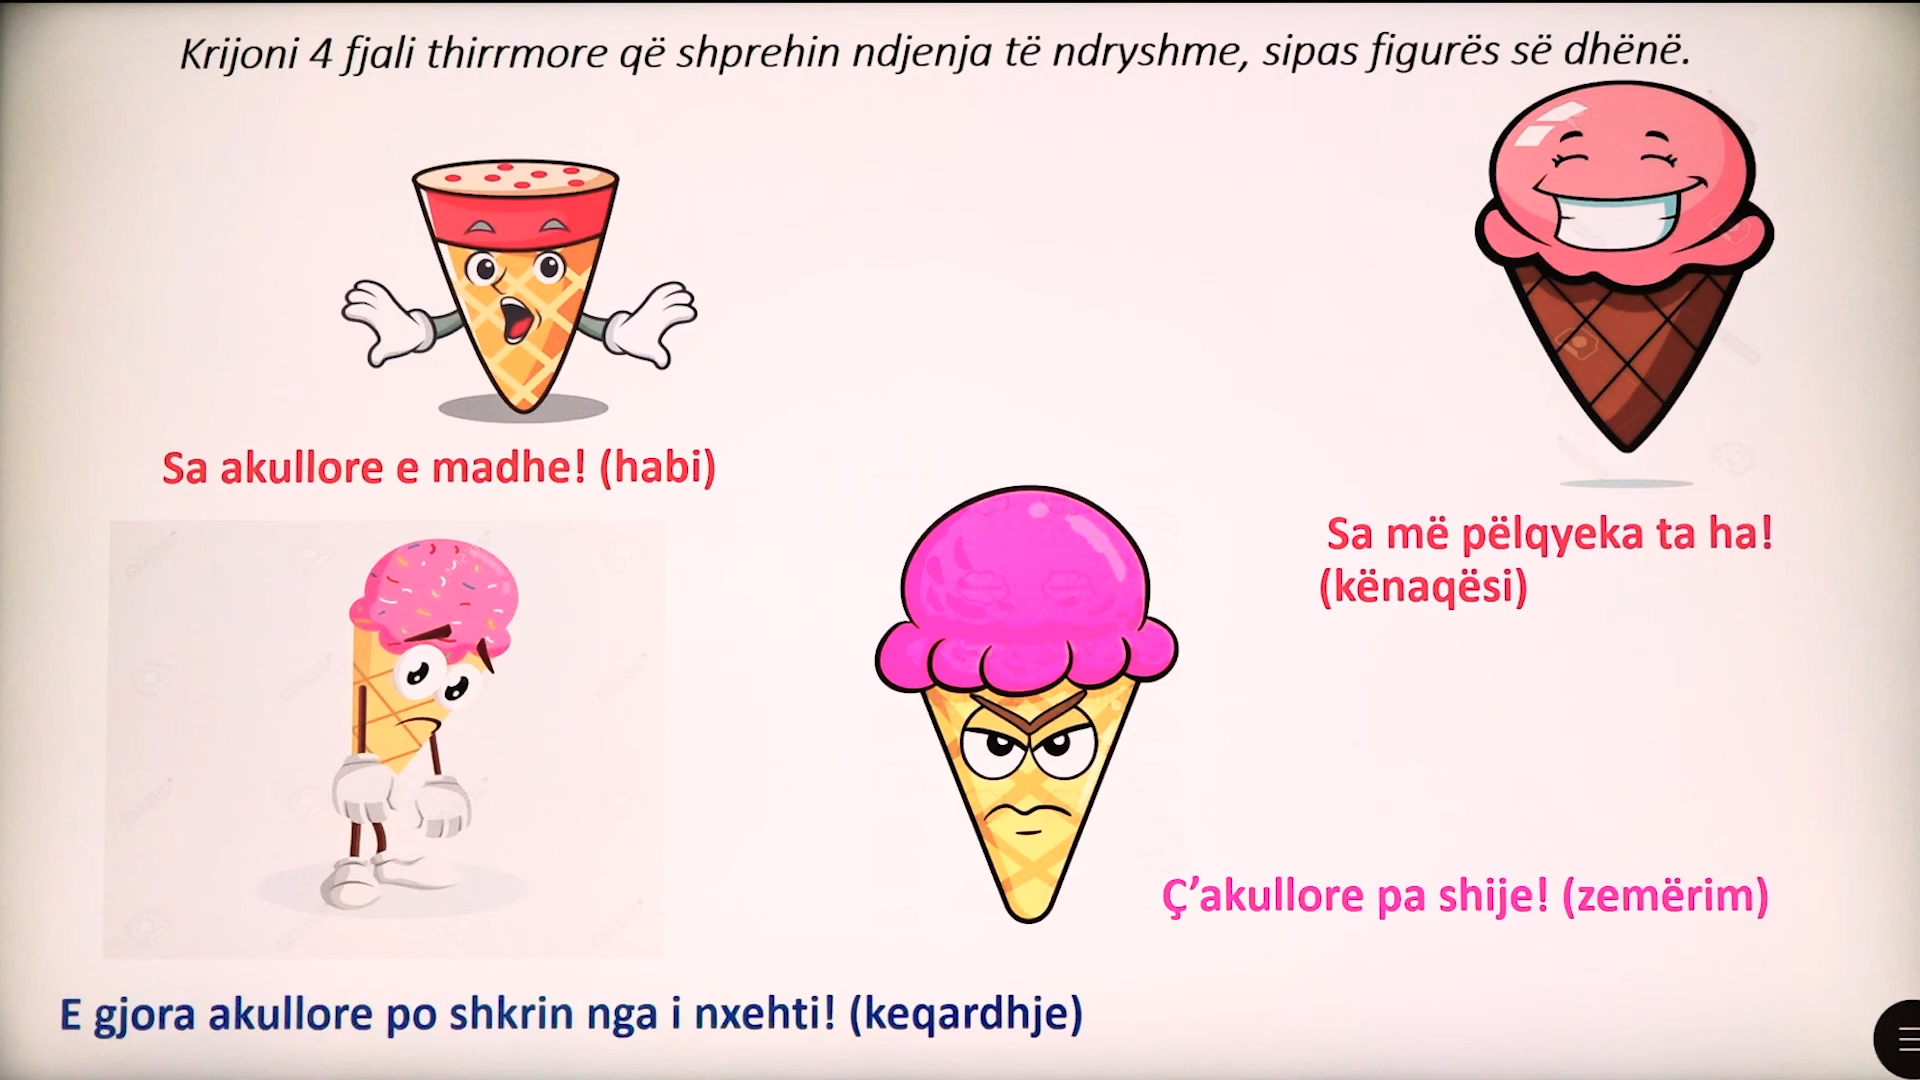 Krijoni 4 fjali thirrmore që shprehin ndjenja të ndryshme, sipas figurës së dhënë.
Sa akullore e madhe! (habi)
Sa më pëlqyeka ta ha!
(kënaqësi)
Ç’akullore pa shije! (zemërim)
E gjora akullore po shkrin nga i nxehti! (keqardhje)